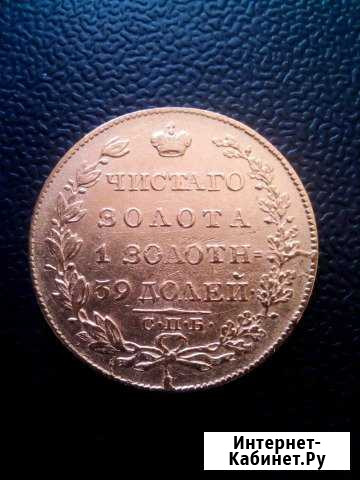 ЧИСТАГО
ЗОЛОТА
1 ЗОЛОТН=
39 ДОЛЕЙ.
С·П·Б·
Интернет-
Кабинет.Ру